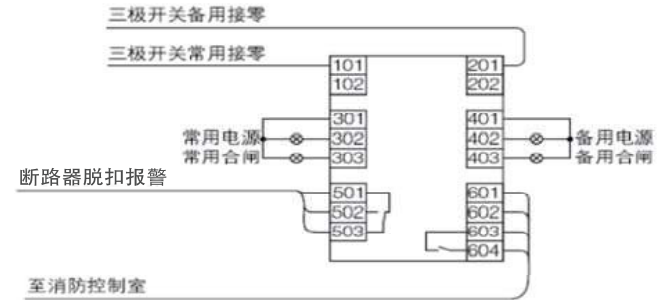 三极开关备用接零
三极开关常用接零
101 201
102 202
301 401
常用电源 302 402 备用电源
常用合闸 303 403 备用合闸
断路器脱扣报警
501 601
502 602
503 603
604
至消防控制室